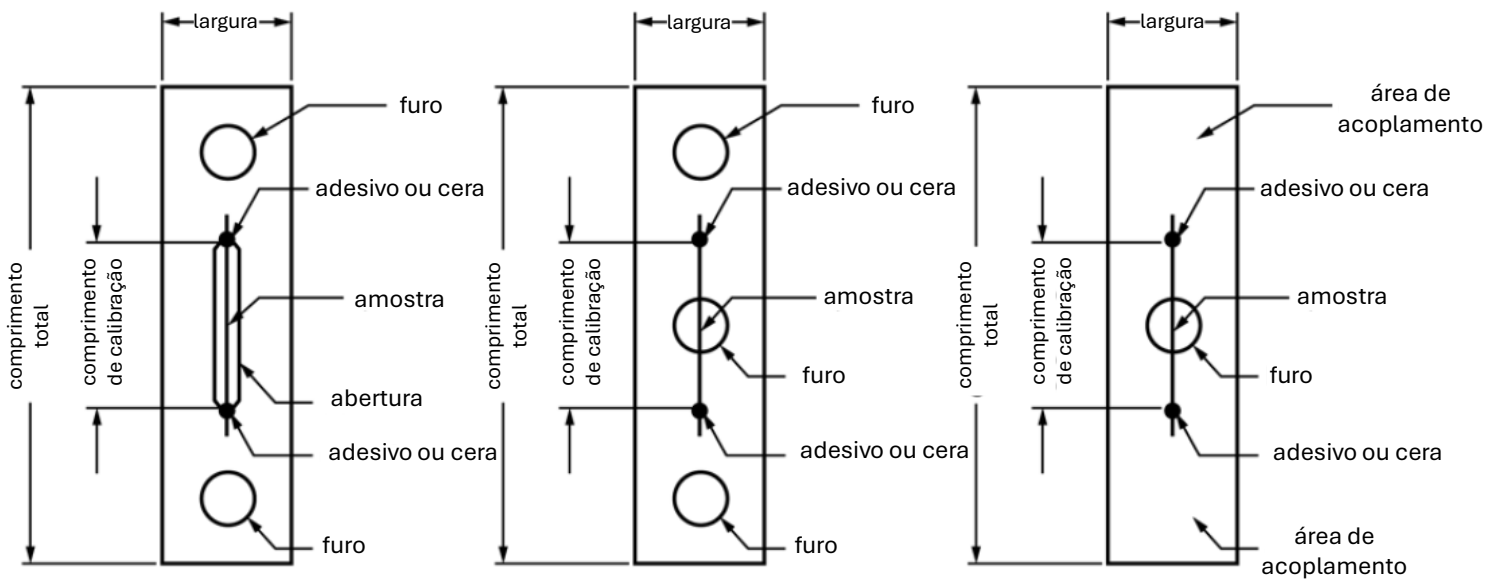 largura
furo
adesivo ou cera
comprimento
total
comprimento
de calibração
amostra
abertura
adesivo ou cera
furo
largura
furo
adesivo ou cera
comprimento
total
comprimento
de calibração
amostra
furo
adesivo ou cera
furo
largura
área de
acoplamento
adesivo ou cera
comprimento
total
comprimento
de calibração
amostra
furo
adesivo ou cera
área de
acoplamento